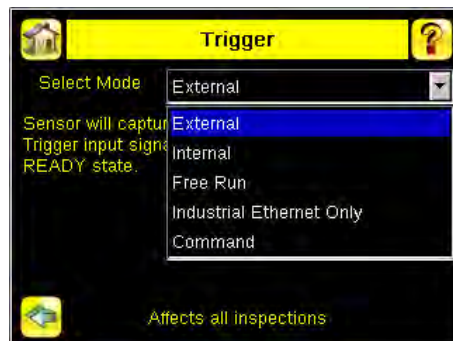 Trigger
?
Select Mode External
Sensor will captur External
Trigger input signa Internal
READY state.
Free Run
Industrial Ethernet Only
Command
Affects all inspections